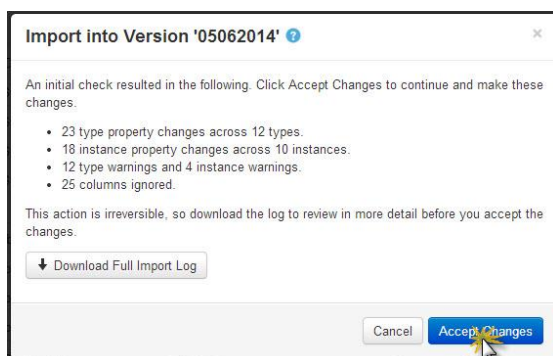 Import into Version '05062014' ?
×
An initial check resulted in the following. Click Accept Changes to continue and make these
changes.
• 23 type property changes across 12 types.
• 18 instance property changes across 10 instances.
• 12 type warnings and 4 instance warnings.
• 25 columns ignored.
This action is irreversible, so download the log to review in more detail before you accept the
changes.
Download Full Import Log
Cancel
Accept Changes